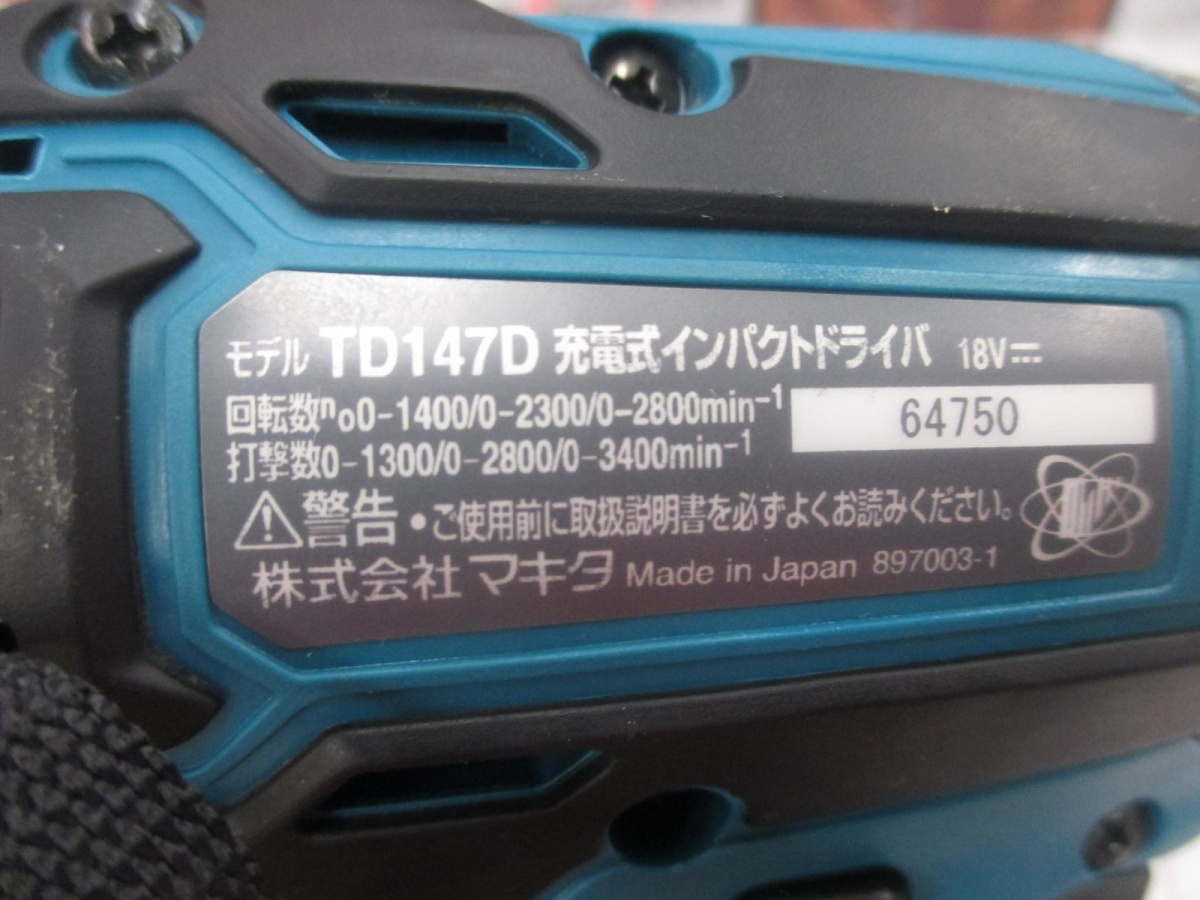 モデル TD147D 充電式インパクトドライバ 18V⎓
回転数no0-1400/0-2300/0-2800min-1
64750
打撃数0-1300/0-2800/0-3400min-1
⚠警告・ご使用前に取扱説明書を必ずよくお読みください。
株式会社マキタ Made in Japan 897003-1